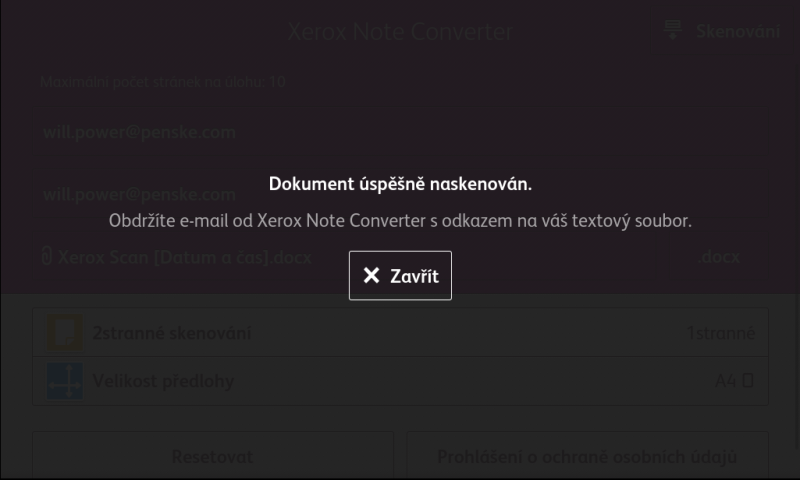 Xerox Note Converter
Skenování
Maximální počet stránek na úlohu: 10
will.power@penske.com
Dokument úspěšně naskenován.
will.power@penske.com
Obdržíte e-mail od Xerox Note Converter s odkazem na váš textový soubor.
Xerox Scan [Datum a čas].docx
.docx
Zavřít
2stranné skenování
1stranné
Velikost předlohy
A4
Resetovat
Prohlášení o ochraně osobních údajů